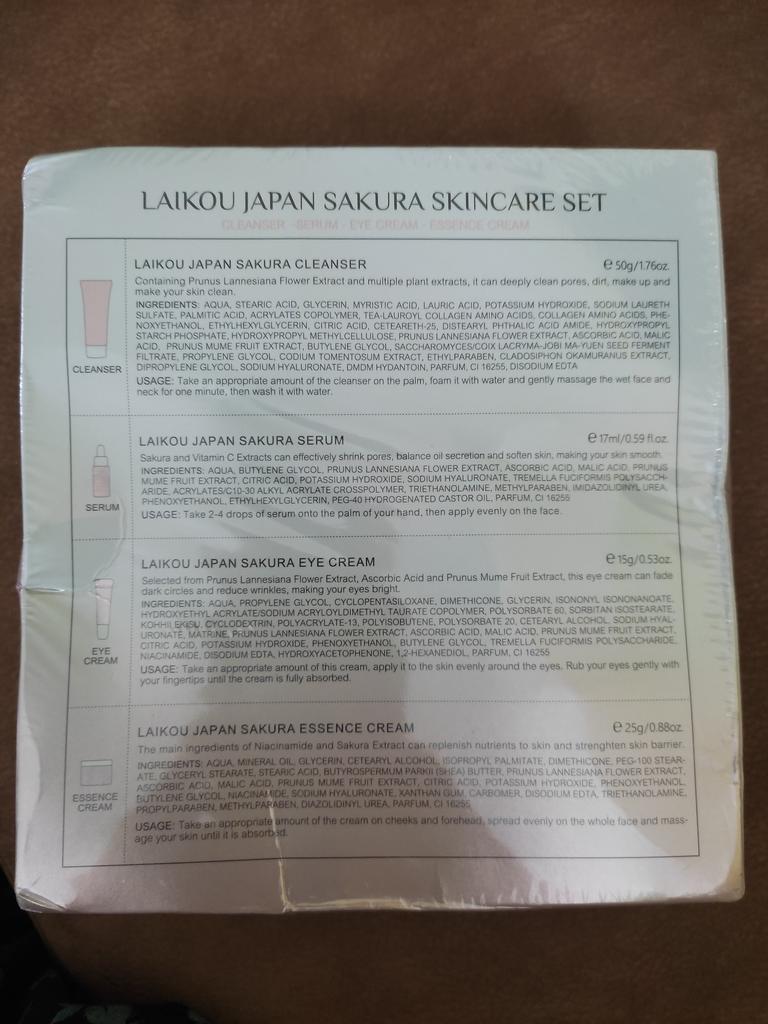 LAIKOU JAPAN SAKURA SKINCARE SET
CLEANSER - SERUM - EYE CREAM - ESSENCE CREAM
LAIKOU JAPAN SAKURA CLEANSER
℮ 50g/1.76oz.
Containing Prunus Lannesiana Flower Extract and multiple plant extracts, it can deeply clean pores, dirt, make up and
make your skin clean.
INGREDIENTS: AQUA, STEARIC ACID, GLYCERIN, MYRISTIC ACID, LAURIC ACID, POTASSIUM HYDROXIDE, SODIUM LAURETH
SULFATE, PALMITIC ACID, ACRYLATES COPOLYMER, TEA-LAUROYL COLLAGEN AMINO ACIDS, COLLAGEN AMINO ACIDS, PHE-
NOXYETHANOL, ETHYLHEXYLGLYCERIN, CITRIC ACID, CETEARETH-25, DISTEARYL PHTHALIC ACID AMIDE, HYDROXYPROPYL
STARCH PHOSPHATE, HYDROXYPROPYL METHYLCELLULOSE, PRUNUS LANNESIANA FLOWER EXTRACT, ASCORBIC ACID, MALIC
ACID, PRUNUS MUME FRUIT EXTRACT, BUTYLENE GLYCOL, SACCHAROMYCES/COIX LACRYMA-JOBI MA-YUEN SEED FERMENT
FILTRATE, PROPYLENE GLYCOL, CODIUM TOMENTOSUM EXTRACT, ETHYLPARABEN, CLADOSIPHON OKAMURANUS EXTRACT,
DIPROPYLENE GLYCOL, SODIUM HYALURONATE, DMDM HYDANTOIN, PARFUM, CI 16255, DISODIUM EDTA
USAGE: Take an appropriate amount of the cleanser on the palm, foam it with water and gently massage the wet face and
neck for one minute, then wash it with water.
CLEANSER
LAIKOU JAPAN SAKURA SERUM
℮ 17ml/0.59 fl.oz.
Sakura and Vitamin C Extracts can effectively shrink pores, balance oil secretion and soften skin, making your skin smooth.
INGREDIENTS: AQUA, BUTYLENE GLYCOL, PRUNUS LANNESIANA FLOWER EXTRACT, ASCORBIC ACID, MALIC ACID, PRUNUS
MUME FRUIT EXTRACT, CITRIC ACID, POTASSIUM HYDROXIDE, SODIUM HYALURONATE, TREMELLA FUCIFORMIS POLYSACCH-
ARIDE, ACRYLATES/C10-30 ALKYL ACRYLATE CROSSPOLYMER, TRIETHANOLAMINE, METHYLPARABEN, IMIDAZOLIDINYL UREA,
PHENOXYETHANOL, ETHYLHEXYLGLYCERIN, PEG-40 HYDROGENATED CASTOR OIL, PARFUM, CI 16255
USAGE: Take 2-4 drops of serum onto the palm of your hand, then apply evenly on the face.
SERUM
LAIKOU JAPAN SAKURA EYE CREAM
℮ 15g/0.53oz.
Selected from Prunus Lannesiana Flower Extract, Ascorbic Acid and Prunus Mume Fruit Extract, this eye cream can fade
dark circles and reduce wrinkles, making your eyes bright.
INGREDIENTS: AQUA, PROPYLENE GLYCOL, CYCLOPENTASILOXANE, DIMETHICONE, GLYCERIN, ISONONYL ISONONANOATE,
HYDROXYETHYL ACRYLATE/SODIUM ACRYLOYLDIMETHYL TAURATE COPOLYMER, POLYSORBATE 60, SORBITAN ISOSTEARATE,
KOHHILEKISU, CYCLODEXTRIN, POLYACRYLATE-13, POLYISOBUTENE, POLYSORBATE 20, CETEARYL ALCOHOL, SODIUM HYAL-
URONATE, MATRINE, PRUNUS LANNESIANA FLOWER EXTRACT, ASCORBIC ACID, MALIC ACID, PRUNUS MUME FRUIT EXTRACT,
CITRIC ACID, POTASSIUM HYDROXIDE, PHENOXYETHANOL, BUTYLENE GLYCOL, TREMELLA FUCIFORMIS POLYSACCHARIDE,
NIACINAMIDE, DISODIUM EDTA, HYDROXYACETOPHENONE, 1,2-HEXANEDIOL, PARFUM, CI 16255
USAGE: Take an appropriate amount of this cream, apply it to the skin evenly around the eyes. Rub your eyes gently with
your fingertips until the cream is fully absorbed.
EYE
CREAM
LAIKOU JAPAN SAKURA ESSENCE CREAM
℮ 25g/0.88oz.
The main ingredients of Niacinamide and Sakura Extract can replenish nutrients to skin and strenghten skin barrier.
INGREDIENTS: AQUA, MINERAL OIL, GLYCERIN, CETEARYL ALCOHOL, ISOPROPYL PALMITATE, DIMETHICONE, PEG-100 STEAR-
ATE, GLYCERYL STEARATE, STEARIC ACID, BUTYROSPERMUM PARKII (SHEA) BUTTER, PRUNUS LANNESIANA FLOWER EXTRACT,
ASCORBIC ACID, MALIC ACID, PRUNUS MUME FRUIT EXTRACT, CITRIC ACID, POTASSIUM HYDROXIDE, PHENOXYETHANOL,
BUTYLENE GLYCOL, NIACINAMIDE, SODIUM HYALURONATE, XANTHAN GUM, CARBOMER, DISODIUM EDTA, TRIETHANOLAMINE,
PROPYLPARABEN, METHYLPARABEN, DIAZOLIDINYL UREA, PARFUM, CI 16255
USAGE: Take an appropriate amount of the cream on cheeks and forehead, spread evenly on the whole face and mass-
age your skin until it is absorbed.
ESSENCE
CREAM